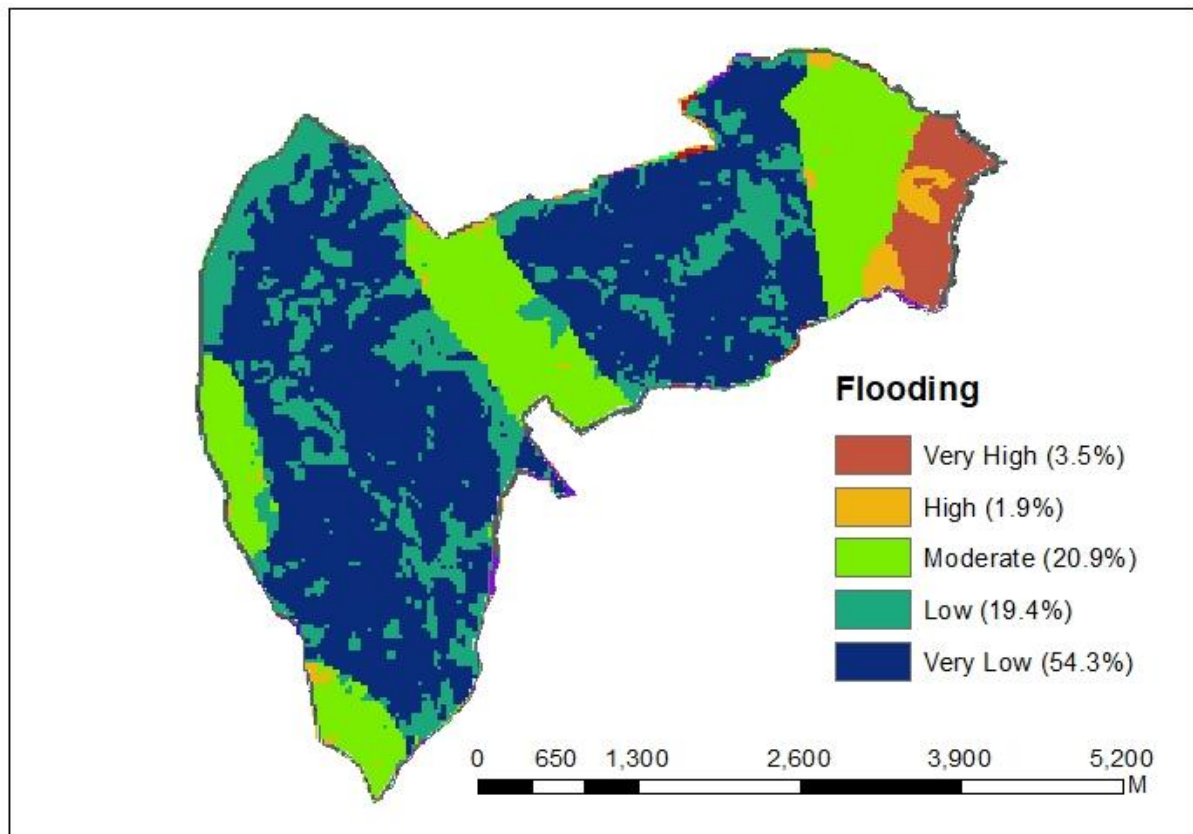 Flooding
Very High (3.5%)
High (1.9%)
Moderate (20.9%)
Low (19.4%)
Very Low (54.3%)
0 650 1,300 2,600 3,900 5,200
M